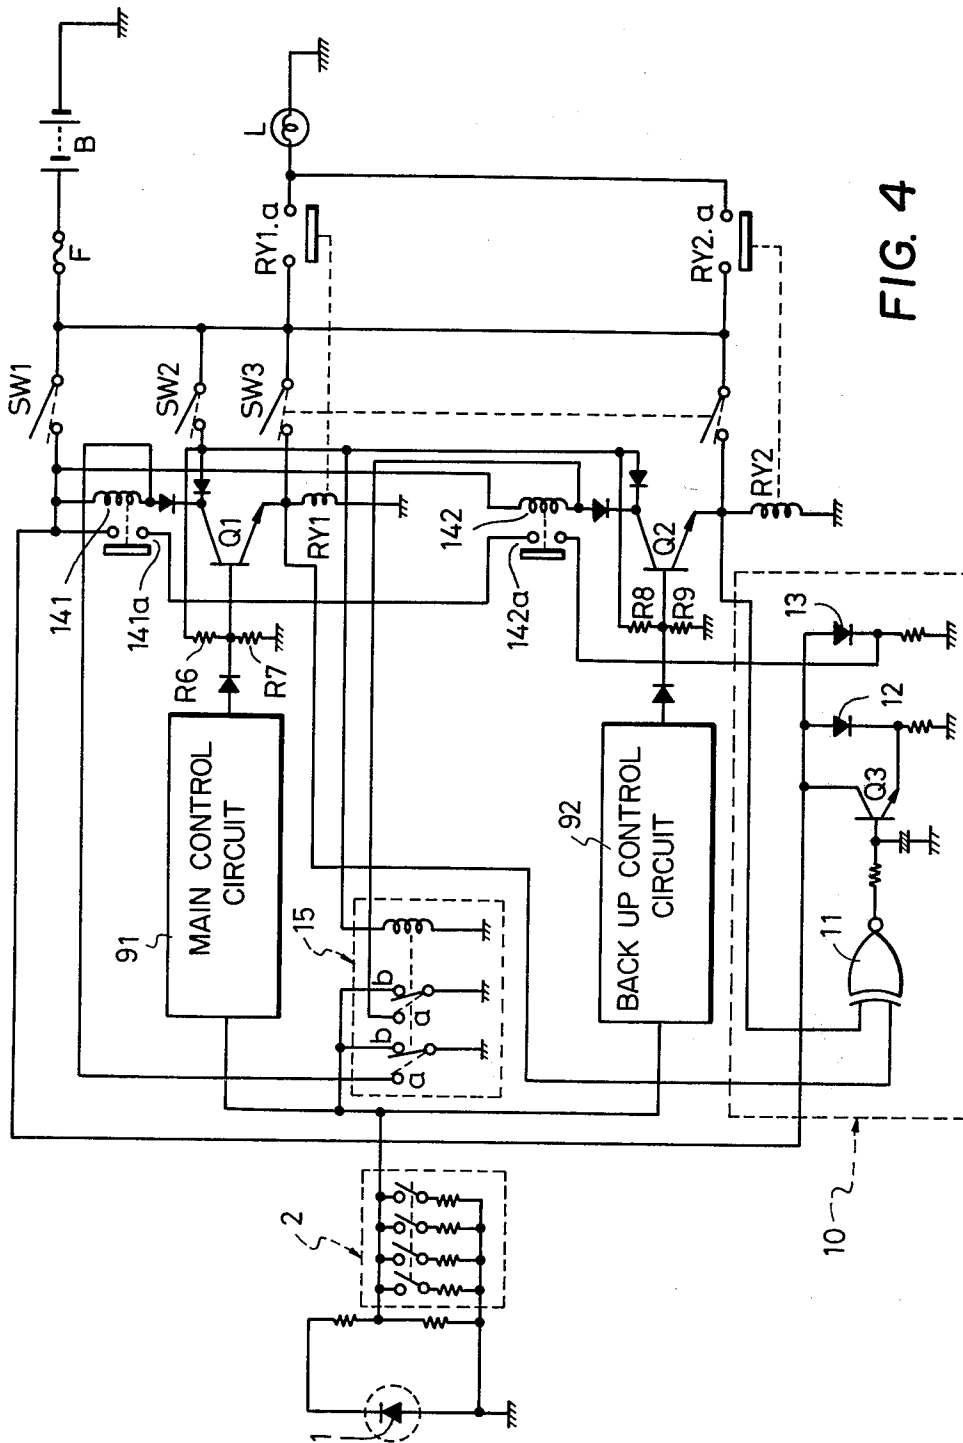 B
F
L
SW1
SW2
SW3
RY1.a
RY2.a
141
141a
Q1
RY1
142
142a
Q2
RY2
R6
R7
R8
R9
91
MAIN CONTROL
CIRCUIT
92
BACK UP CONTROL
CIRCUIT
15
b
a
b
a
13
12
Q3
11
10
2
1
FIG. 4